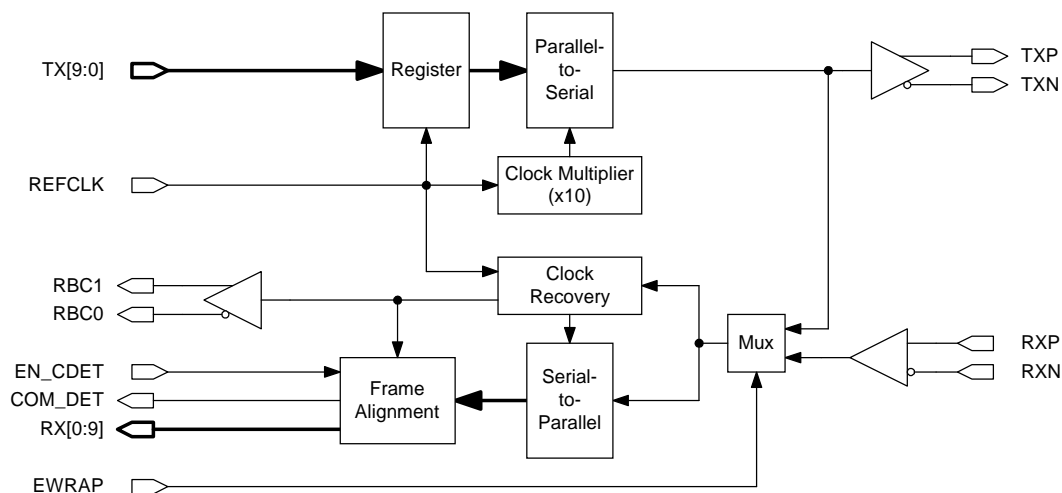 TX[9:0]
Register
Parallel-
to-
Serial
TXP
TXN
REFCLK
Clock Multiplier
(x10)
RBC1
RBC0
Clock
Recovery
Mux
RXP
RXN
EN_CDET
COM_DET
RX[0:9]
Frame
Alignment
Serial-
to-
Parallel
EWRAP